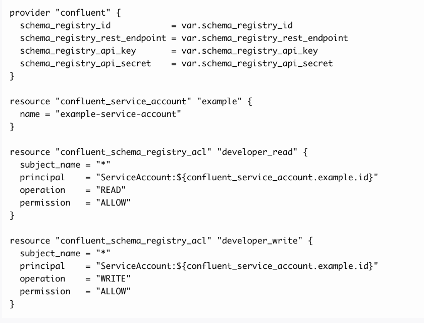 provider "confluent" {
  schema_registry_id            = var.schema_registry_id
  schema_registry_rest_endpoint = var.schema_registry_rest_endpoint
  schema_registry_api_key       = var.schema_registry_api_key
  schema_registry_api_secret    = var.schema_registry_api_secret
}
resource "confluent_service_account" "example" {
  name = "example-service-account"
}
resource "confluent_schema_registry_acl" "developer_read" {
  subject_name = "*"
  principal    = "ServiceAccount:${confluent_service_account.example.id}"
  operation    = "READ"
  permission   = "ALLOW"
}
resource "confluent_schema_registry_acl" "developer_write" {
  subject_name = "*"
  principal    = "ServiceAccount:${confluent_service_account.example.id}"
  operation    = "WRITE"
  permission   = "ALLOW"
}